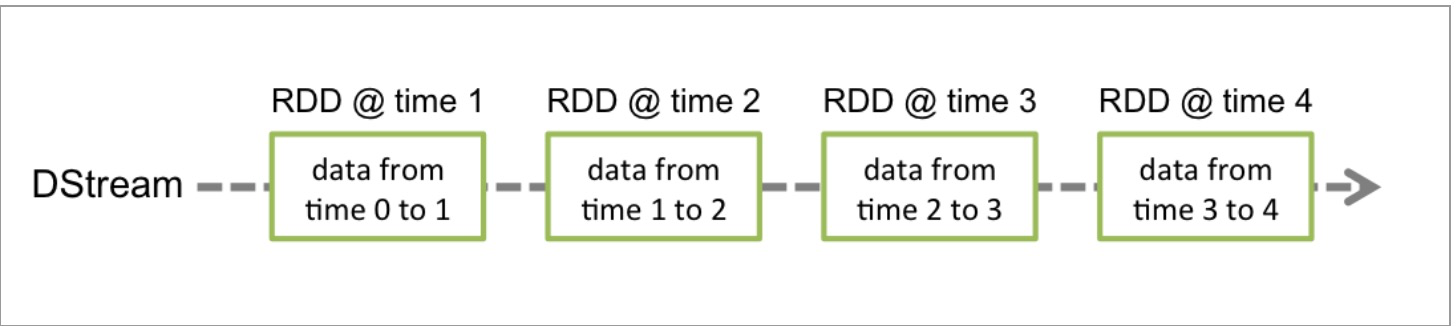 RDD @ time 1
RDD @ time 2
RDD @ time 3
RDD @ time 4
DStream
data from
time 0 to 1
data from
time 1 to 2
data from
time 2 to 3
data from
time 3 to 4